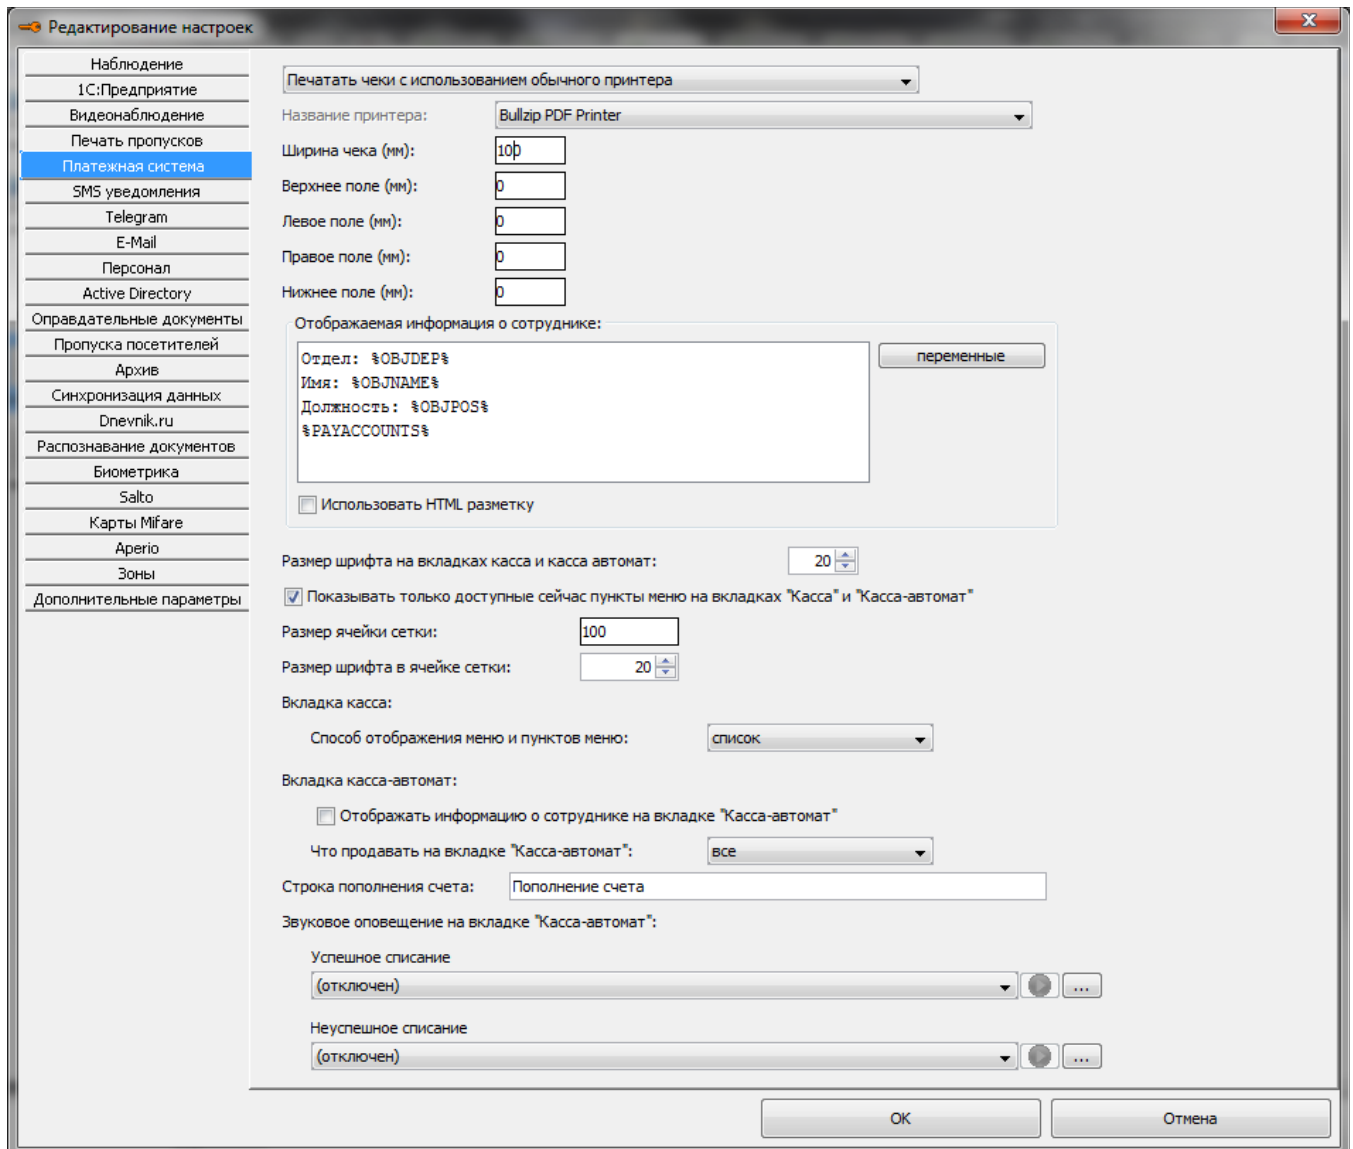 Редактирование настроек
Наблюдение
1С:Предприятие
Видеонаблюдение
Печать пропусков
Платежная система
SMS уведомления
Telegram
E-Mail
Персонал
Active Directory
Оправдательные документы
Пропуска посетителей
Архив
Синхронизация данных
Dnevnik.ru
Распознавание документов
Биометрика
Salto
Карты Mifare
Aperio
Зоны
Дополнительные параметры
Печатать чеки с использованием обычного принтера
Название принтера: Bullzip PDF Printer
Ширина чека (мм): 100
Верхнее поле (мм): 0
Левое поле (мм): 0
Правое поле (мм): 0
Нижнее поле (мм): 0
Отображаемая информация о сотруднике:
Отдел: %OBJDEP%
Имя: %OBJNAME%
Должность: %OBJPOS%
%PAYACCOUNTS%
переменные
Использовать HTML разметку
Размер шрифта на вкладках касса и касса автомат: 20
Показывать только доступные сейчас пункты меню на вкладках "Касса" и "Касса-автомат"
Размер ячейки сетки: 100
Размер шрифта в ячейке сетки: 20
Вкладка касса:
Способ отображения меню и пунктов меню: список
Вкладка касса-автомат:
Отображать информацию о сотруднике на вкладке "Касса-автомат"
Что продавать на вкладке "Касса-автомат": все
Строка пополнения счета: Пополнение счета
Звуковое оповещение на вкладке "Касса-автомат":
Успешное списание
(отключен)
...
Неуспешное списание
(отключен)
...
OK
Отмена